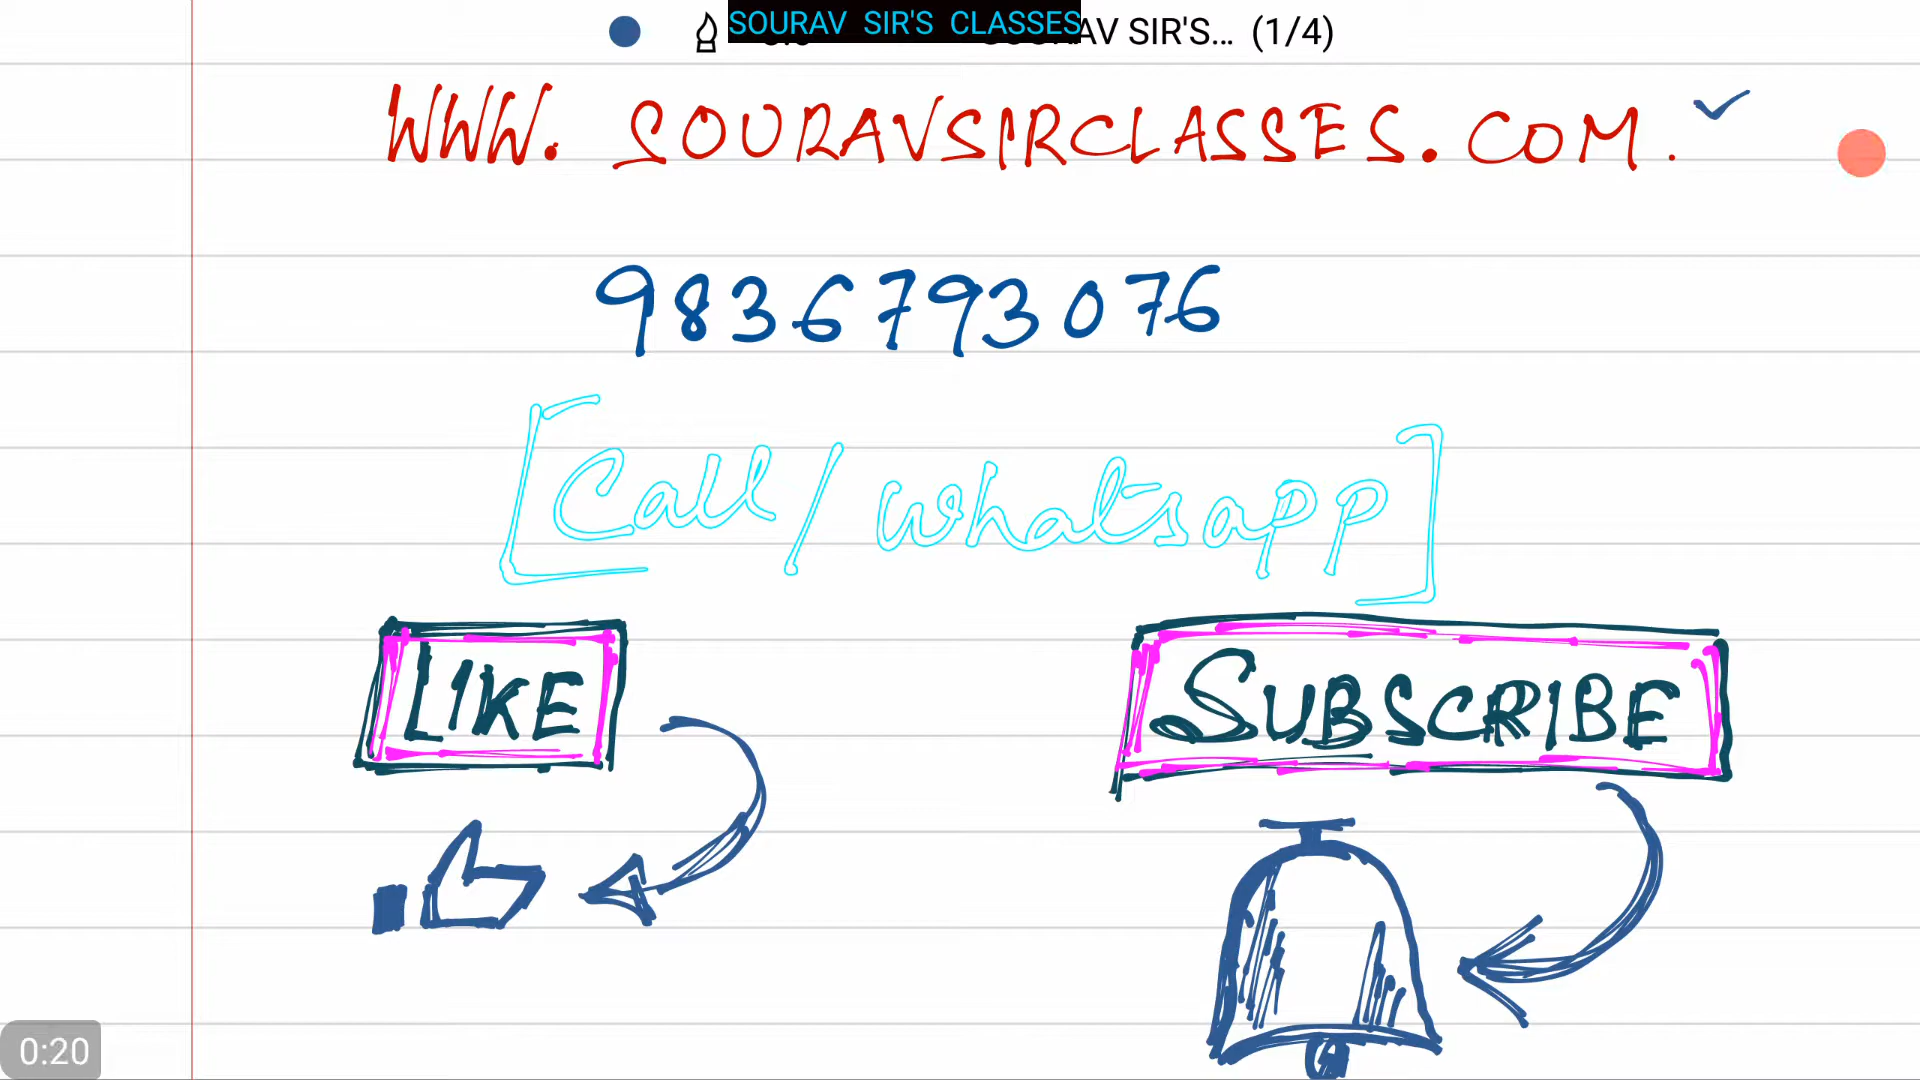 SOURAV SIR'S CLASSES AV SIR'S... (1/4)
WWW. SOURAVSIRCLASSES.COM.
9836793076
[Call/Whatsapp]
LIKE SUBSCRIBE
0:20